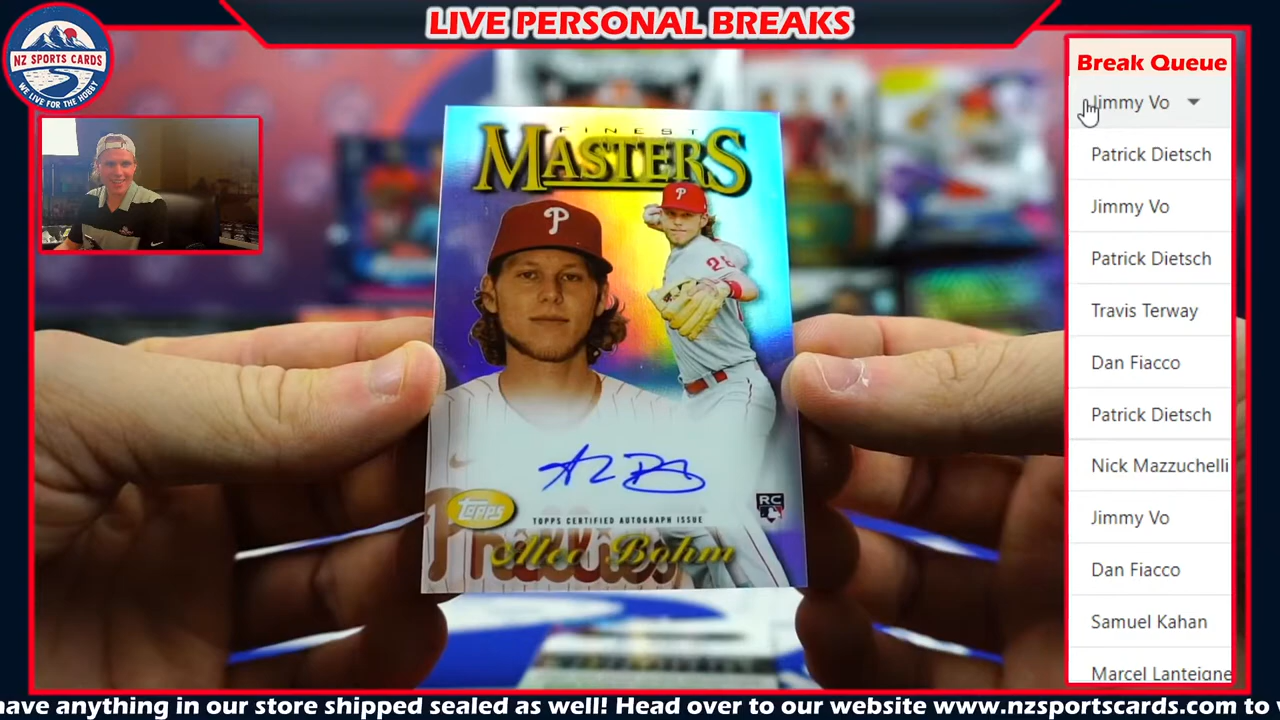 LIVE PERSONAL BREAKS
NZ SPORTS CARDS
WE LIVE FOR THE HOBBY
Break Queue
Jimmy Vo
Patrick Dietsch
Jimmy Vo
Patrick Dietsch
Travis Terway
Dan Fiacco
Patrick Dietsch
Nick Mazzuchelli
Jimmy Vo
Dan Fiacco
Samuel Kahan
Marcel Lanteigne
FINEST
MASTERS
P
P
P
Topps
TOPPS CERTIFIED AUTOGRAPH ISSUE
RC
Phillies
Alec Bohm
have anything in our store shipped sealed as well! Head over to our website www.nzsportscards.com to